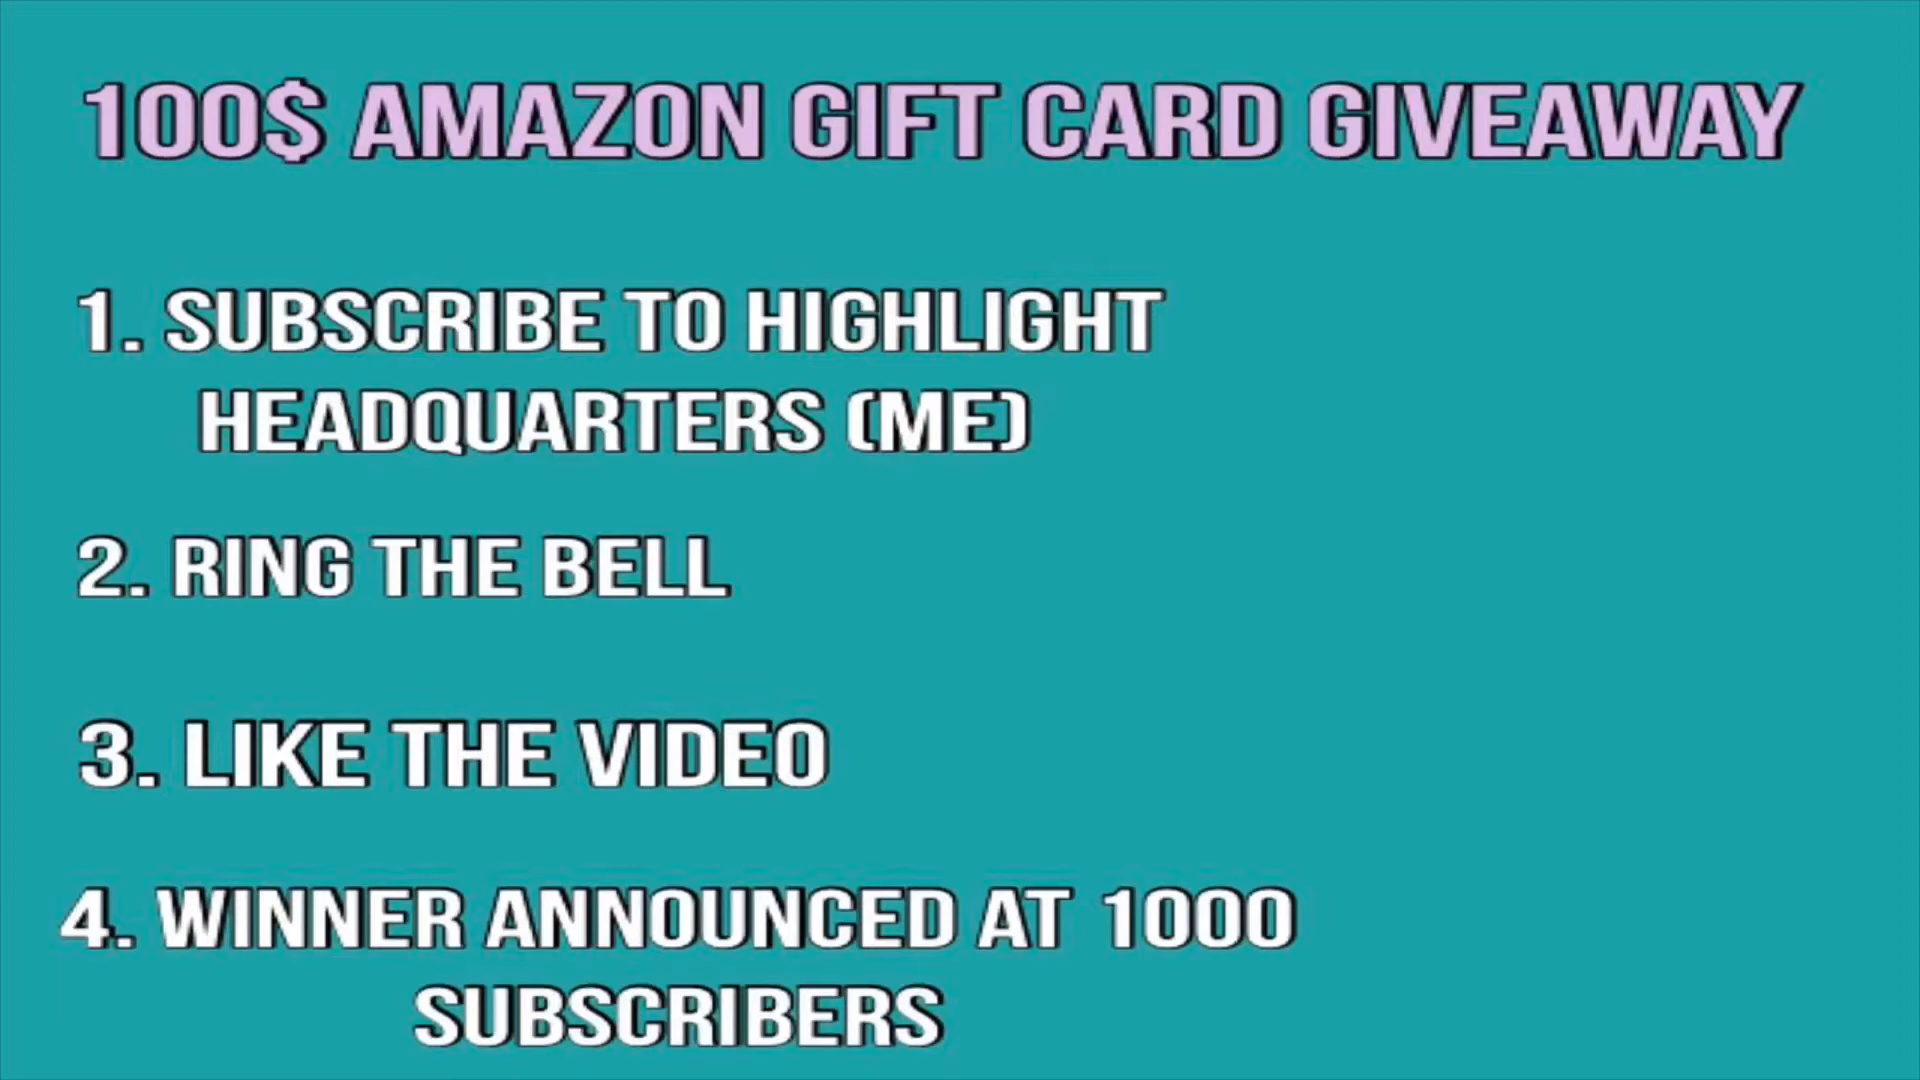 100$ AMAZON GIFT CARD GIVEAWAY
1. SUBSCRIBE TO HIGHLIGHT
HEADQUARTERS (ME)
2. RING THE BELL
3. LIKE THE VIDEO
4. WINNER ANNOUNCED AT 1000
SUBSCRIBERS